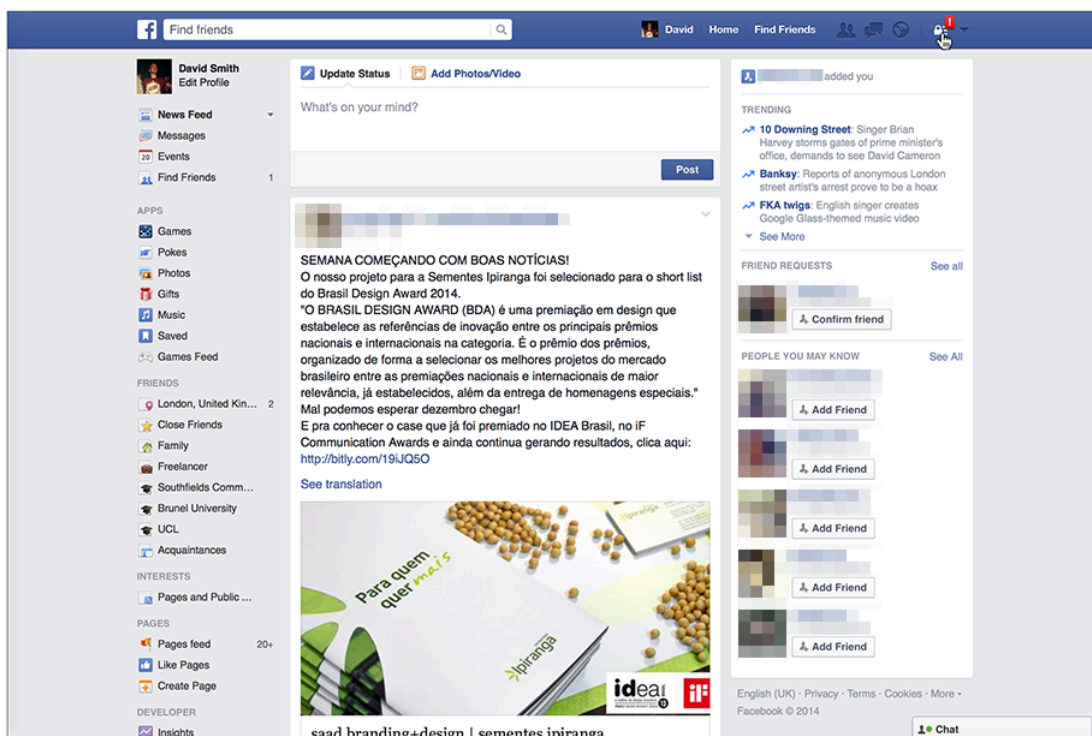 Find friends
David Home Find Friends
!
David Smith
Edit Profile
News Feed
Messages
20 Events
Find Friends 1
APPS
Games
Pokes
Photos
Gifts
Music
Saved
Games Feed
FRIENDS
London, United Kin... 2
Close Friends
Family
Freelancer
Southfields Comm...
Brunel University
UCL
Acquaintances
INTERESTS
Pages and Public ...
PAGES
Pages feed 20+
Like Pages
Create Page
DEVELOPER
Insights
Update Status Add Photos/Video
What's on your mind?
Post
SEMANA COMEÇANDO COM BOAS NOTÍCIAS!
O nosso projeto para a Sementes Ipiranga foi selecionado para o short list
do Brasil Design Award 2014.
"O BRASIL DESIGN AWARD (BDA) é uma premiação em design que
estabelece as referências de inovação entre os principais prêmios
nacionais e internacionais na categoria. É o prêmio dos prêmios,
organizado de forma a selecionar os melhores projetos do mercado
brasileiro entre as premiações nacionais e internacionais de maior
relevância, já estabelecidos, além da entrega de homenagens especiais."
Mal podemos esperar dezembro chegar!
E pra conhecer o case que já foi premiado no IDEA Brasil, no iF
Communication Awards e ainda continua gerando resultados, clica aqui:
http://bitly.com/19iJQ5O
See translation
Para quem
quer mais
Ipiranga
Ipiranga
idea
iF
saad branding+design | sementes ipiranga
added you
TRENDING
10 Downing Street: Singer Brian
Harvey storms gates of prime minister's
office, demands to see David Cameron
Banksy: Reports of anonymous London
street artist's arrest prove to be a hoax
FKA twigs: English singer creates
Google Glass-themed music video
See More
FRIEND REQUESTS See all
Confirm friend
PEOPLE YOU MAY KNOW See All
Add Friend
Add Friend
Add Friend
Add Friend
Add Friend
English (UK) · Privacy · Terms · Cookies · More
Facebook © 2014
Chat